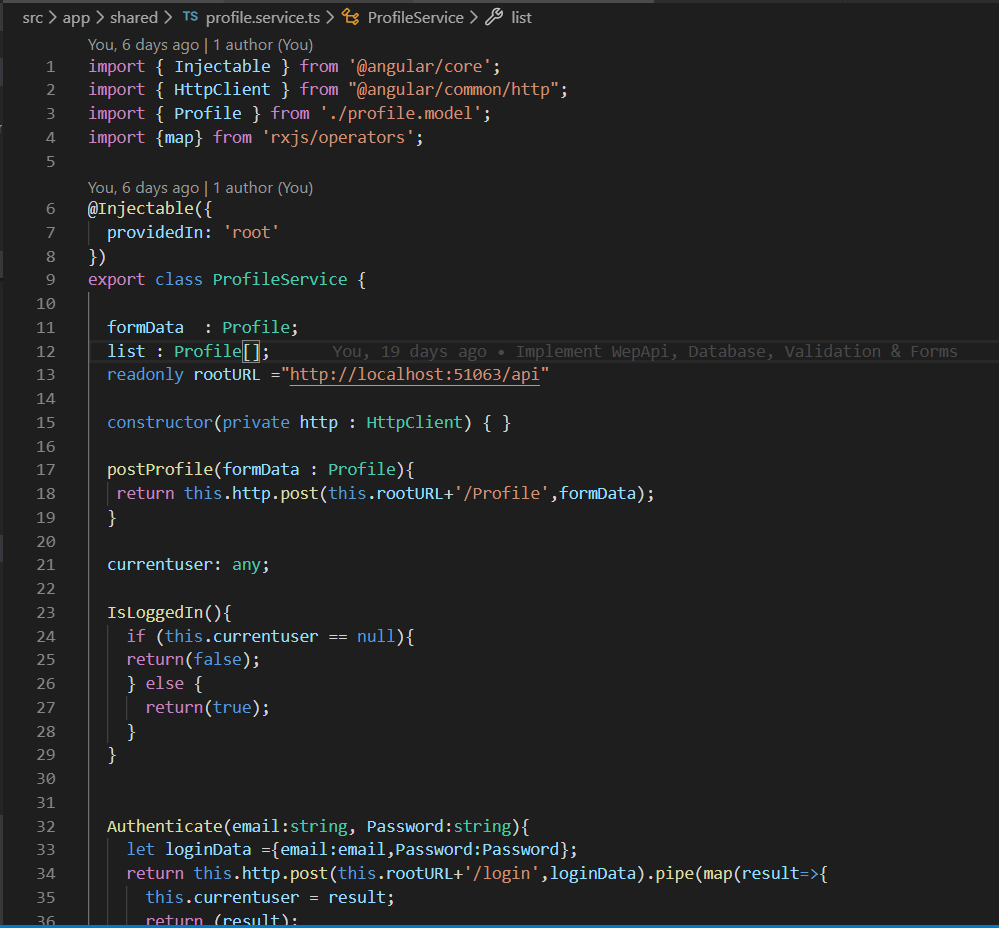 src > app > shared > TS profile.service.ts > ProfileService > list
You, 6 days ago | 1 author (You)
1 import { Injectable } from '@angular/core';
2 import { HttpClient } from "@angular/common/http";
3 import { Profile } from './profile.model';
4 import {map} from 'rxjs/operators';
5
You, 6 days ago | 1 author (You)
6 @Injectable({
7   providedIn: 'root'
8 })
9 export class ProfileService {
10
11   formData  : Profile;
12   list : Profile[];       You, 19 days ago • Implement WepApi, Database, Validation & Forms
13   readonly rootURL ="http://localhost:51063/api"
14
15   constructor(private http : HttpClient) { }
16
17   postProfile(formData : Profile){
18    return this.http.post(this.rootURL+'/Profile',formData);
19   }
20
21   currentuser: any;
22
23   IsLoggedIn(){
24     if (this.currentuser == null){
25     return(false);
26     } else {
27       return(true);
28     }
29   }
30
31
32   Authenticate(email:string, Password:string){
33     let loginData ={email:email,Password:Password};
34     return this.http.post(this.rootURL+'/login',loginData).pipe(map(result=>{
35       this.currentuser = result;
36       return (result);